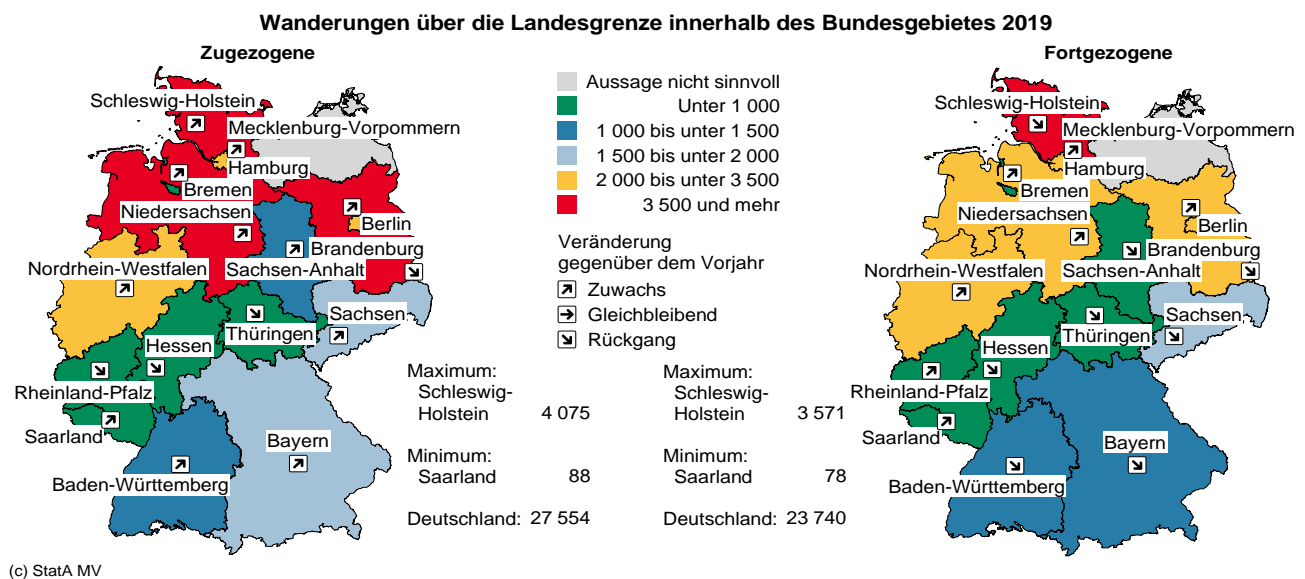 Wanderungen über die Landesgrenze innerhalb des Bundesgebietes 2019
Zugezogene
Schleswig-Holstein
Mecklenburg-Vorpommern
Hamburg
Bremen
Niedersachsen
Berlin
Brandenburg
Nordrhein-Westfalen
Sachsen-Anhalt
Sachsen
Thüringen
Hessen
Rheinland-Pfalz
Saarland
Bayern
Baden-Württemberg
Aussage nicht sinnvoll
Unter 1 000
1 000 bis unter 1 500
1 500 bis unter 2 000
2 000 bis unter 3 500
3 500 und mehr
Veränderung
gegenüber dem Vorjahr
Zuwachs
Gleichbleibend
Rückgang
Maximum:
Schleswig-
Holstein 4 075
Minimum:
Saarland 88
Deutschland: 27 554
Maximum:
Schleswig-
Holstein 3 571
Minimum:
Saarland 78
Deutschland: 23 740
Fortgezogene
Schleswig-Holstein
Mecklenburg-Vorpommern
Hamburg
Bremen
Niedersachsen
Berlin
Brandenburg
Nordrhein-Westfalen
Sachsen-Anhalt
Sachsen
Thüringen
Hessen
Rheinland-Pfalz
Saarland
Bayern
Baden-Württemberg
(c) StatA MV